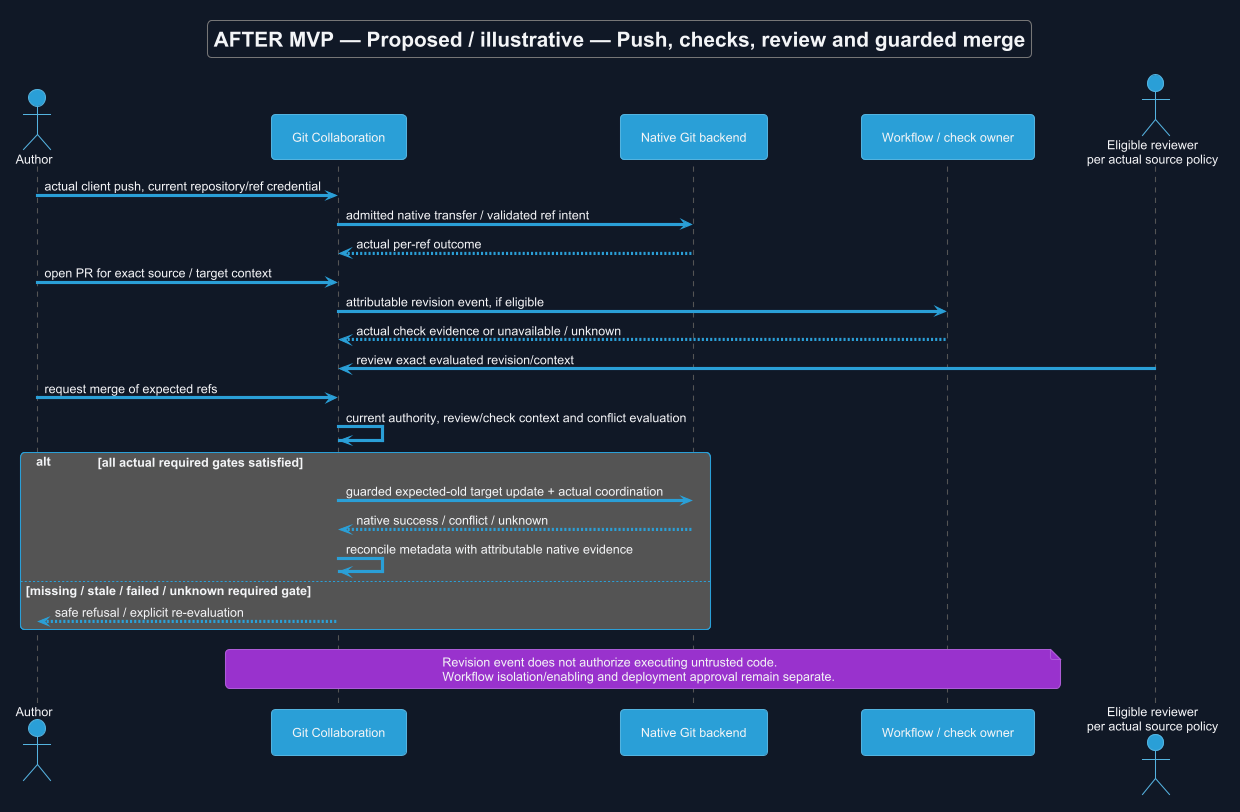 AFTER MVP — Proposed / illustrative — Push, checks, review and guarded merge
Author
Git Collaboration
Native Git backend
Workflow / check owner
Eligible reviewer
per actual source policy
actual client push, current repository/ref credential
admitted native transfer / validated ref intent
actual per-ref outcome
open PR for exact source / target context
attributable revision event, if eligible
actual check evidence or unavailable / unknown
review exact evaluated revision/context
request merge of expected refs
current authority, review/check context and conflict evaluation
alt [all actual required gates satisfied]
guarded expected-old target update + actual coordination
native success / conflict / unknown
reconcile metadata with attributable native evidence
[missing / stale / failed / unknown required gate]
safe refusal / explicit re-evaluation
Revision event does not authorize executing untrusted code.
Workflow isolation/enabling and deployment approval remain separate.
Author
Git Collaboration
Native Git backend
Workflow / check owner
Eligible reviewer
per actual source policy